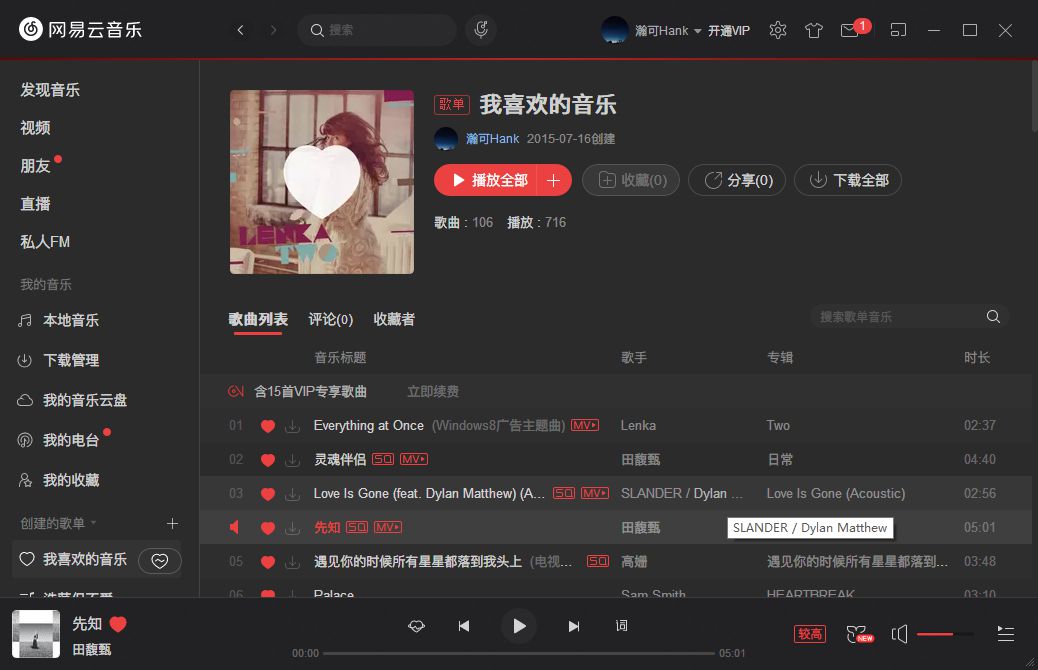 网易云音乐
搜索
瀚可Hank 开通VIP 1
发现音乐
视频
朋友
直播
私人FM
我的音乐
本地音乐
下载管理
我的音乐云盘
我的电台
我的收藏
创建的歌单
我喜欢的音乐
LENKA
TWO
歌单 我喜欢的音乐
瀚可Hank 2015-07-16创建
播放全部 收藏(0) 分享(0) 下载全部
歌曲 : 106 播放 : 716
歌曲列表 评论(0) 收藏者 搜索歌单音乐
音乐标题 歌手 专辑 时长
含15首VIP专享歌曲 立即续费
01 Everything at Once (Windows8广告主题曲) MV Lenka Two 02:37
02 灵魂伴侣 SQ MV 田馥甄 日常 04:40
03 Love Is Gone (feat. Dylan Matthew) (A... SQ MV SLANDER / Dylan ... Love Is Gone (Acoustic) 02:56
先知 SQ MV 田馥甄 05:01
SLANDER / Dylan Matthew
05 遇见你的时候所有星星都落到我头上 (电视... SQ 高姗 遇见你的时候所有星星都落到... 03:48
06 Palace Sam Smith HEARTBREAK 03:10
先知
田馥甄
词
00:00 05:01
较高 NEW